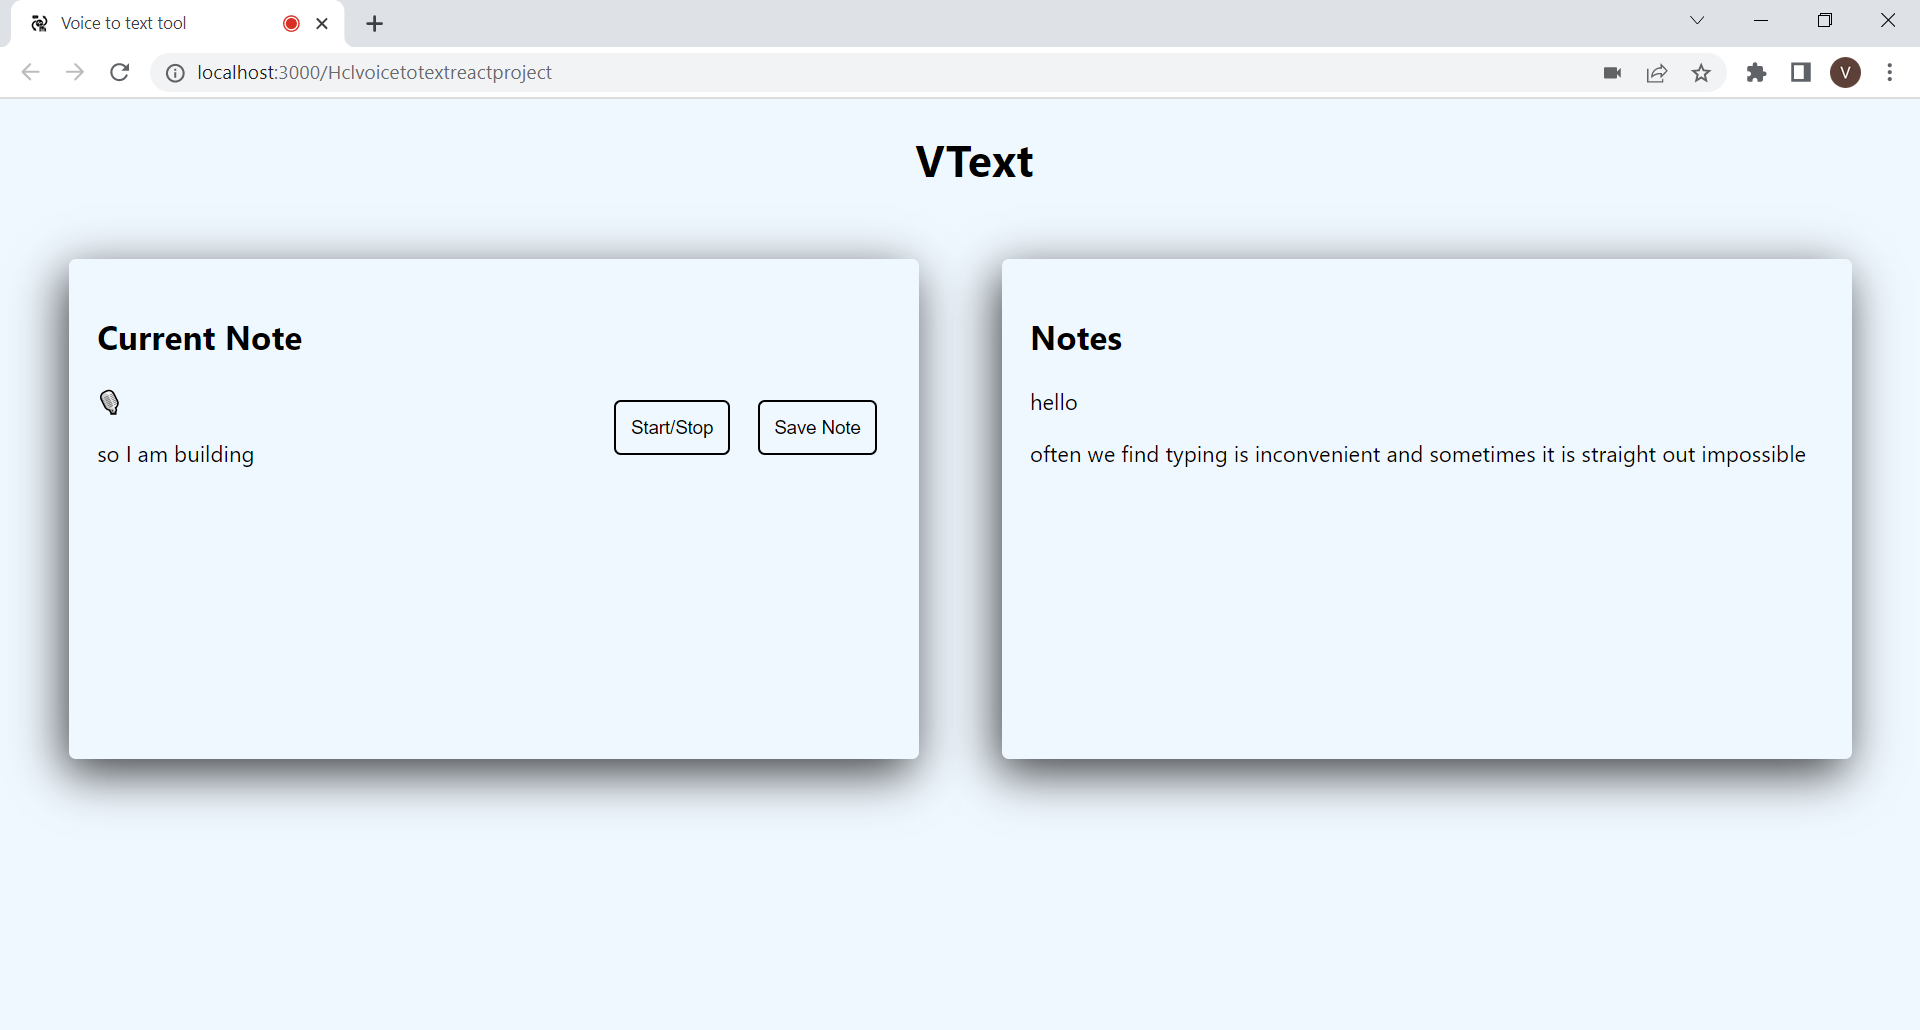 Voice to text tool
localhost:3000/Hclvoicetotextreactproject
V
VText
Current Note
Start/Stop
Save Note
so I am building
Notes
hello
often we find typing is inconvenient and sometimes it is straight out impossible